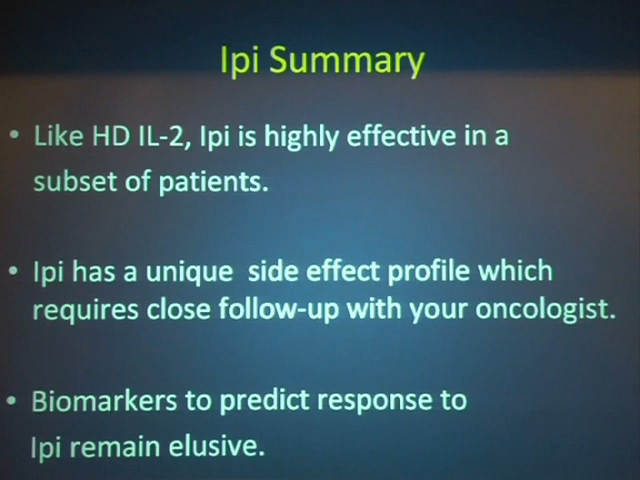 Ipi Summary
• Like HD IL-2, Ipi is highly effective in a
subset of patients.
• Ipi has a unique side effect profile which
requires close follow-up with your oncologist.
• Biomarkers to predict response to
Ipi remain elusive.